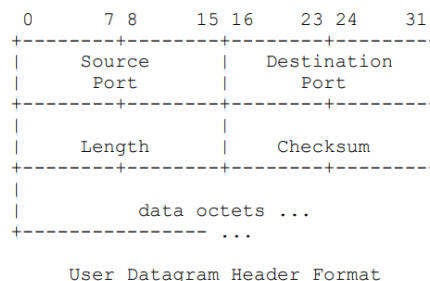 0      7 8     15 16    23 24    31
+--------+--------+--------+--------
|     Source      |   Destination
|      Port       |      Port
+--------+--------+--------+--------
|                 |
|     Length      |    Checksum
+--------+--------+--------+--------
|
|          data octets ...
+---------------- ...
User Datagram Header Format